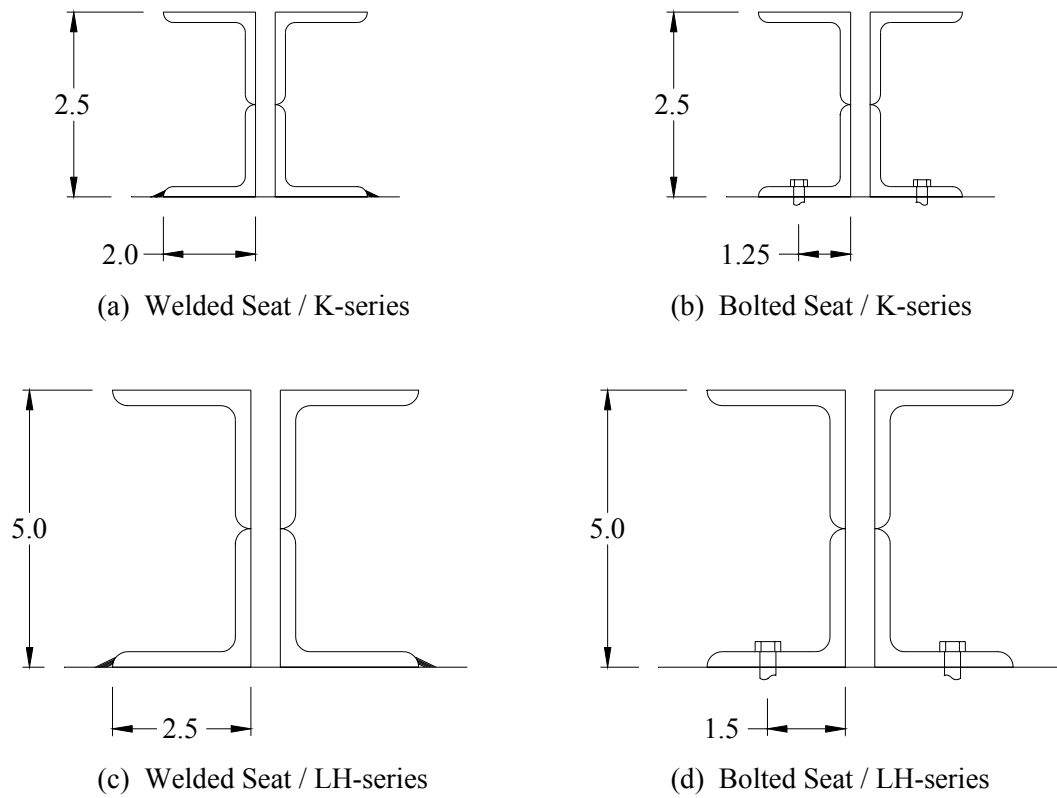 2.5
2.5
2.0
1.25
(a) Welded Seat / K-series
(b) Bolted Seat / K-series
5.0
5.0
2.5
1.5
(c) Welded Seat / LH-series
(d) Bolted Seat / LH-series